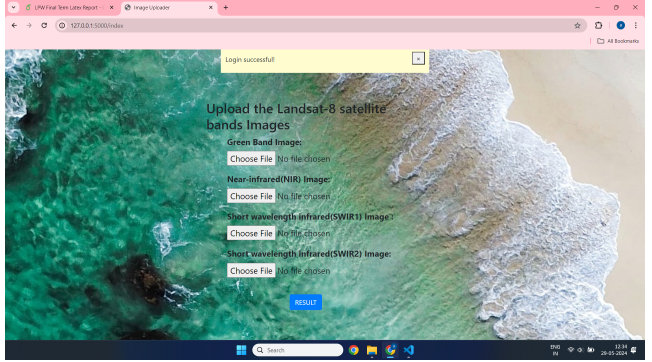 LPW-Final Term Latex Report -
Image Uploader
127.0.0.1:5000/index
All Bookmarks
Login successful!
Upload the Landsat-8 satellite
bands Images
Green Band Image:
Choose File No file chosen
Near-infrared(NIR) Image:
Choose File No file chosen
Short wavelength infrared(SWIR1) Image :
Choose File No file chosen
Short wavelength infrared(SWIR2) Image:
Choose File No file chosen
RESULT
Search
ENG
IN
12:34
29-05-2024